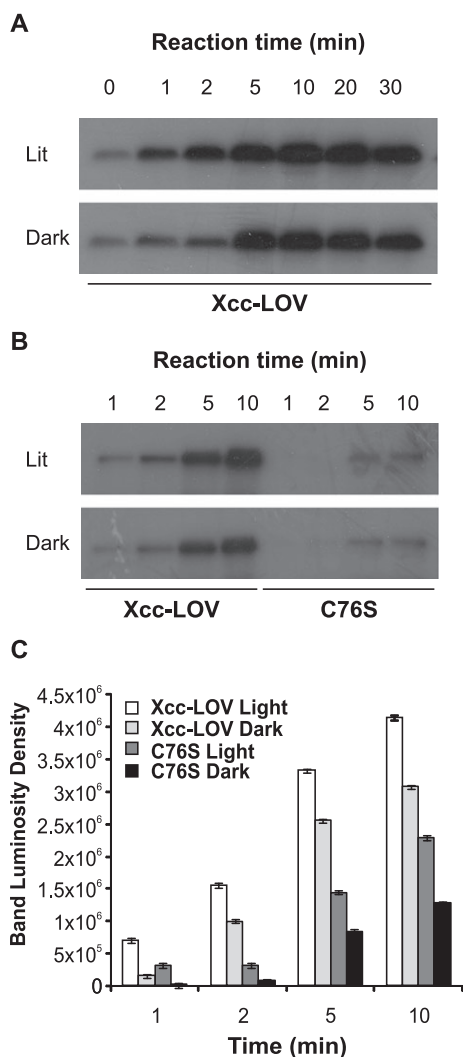 A
Reaction time (min)
0 1 2 5 10 20 30
Lit
Dark
Xcc-LOV
B
Reaction time (min)
1 2 5 10 1 2 5 10
Lit
Dark
Xcc-LOV C76S
C
Band Luminosity Density
4.5x10⁶
4x10⁶
3.5x10⁶
3x10⁶
2.5x10⁶
2x10⁶
1.5x10⁶
1x10⁶
5x10⁵
0
Xcc-LOV Light
Xcc-LOV Dark
C76S Light
C76S Dark
1 2 5 10
Time (min)